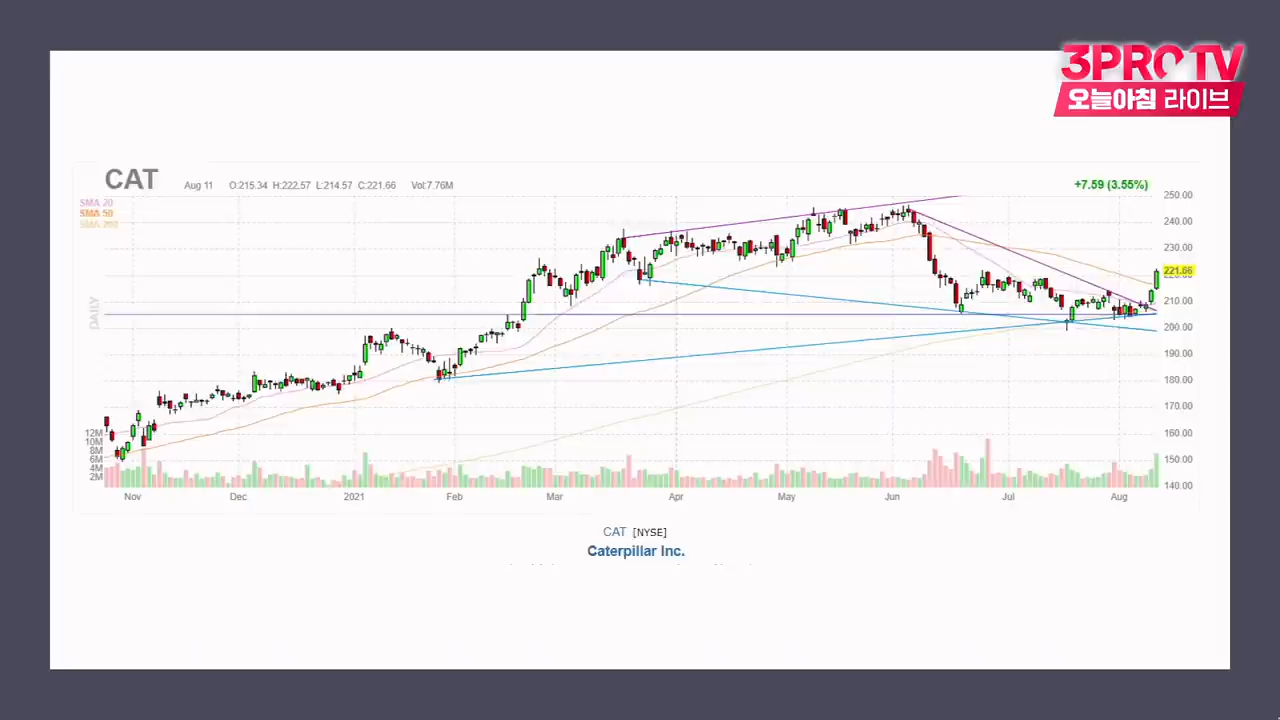 3PROTV
오늘아침 라이브
CAT
Aug 11 O:215.34 H:222.57 L:214.57 C:221.66 Vol:7.76M
+7.59 (3.55%)
SMA 20
SMA 50
SMA 200
DAILY
250.00
240.00
230.00
221.66
220.00
210.00
200.00
190.00
180.00
170.00
160.00
150.00
140.00
12M
10M
8M
6M
4M
2M
Nov Dec 2021 Feb Mar Apr May Jun Jul Aug
CAT [NYSE]
Caterpillar Inc.